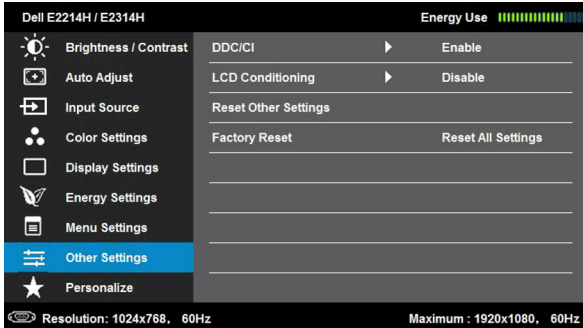 Dell E2214H / E2314H Energy Use
Brightness / Contrast DDC/CI Enable
Auto Adjust LCD Conditioning Disable
Input Source Reset Other Settings
Color Settings Factory Reset Reset All Settings
Display Settings
Energy Settings
Menu Settings
Other Settings
Personalize
Resolution: 1024x768, 60Hz Maximum : 1920x1080, 60Hz